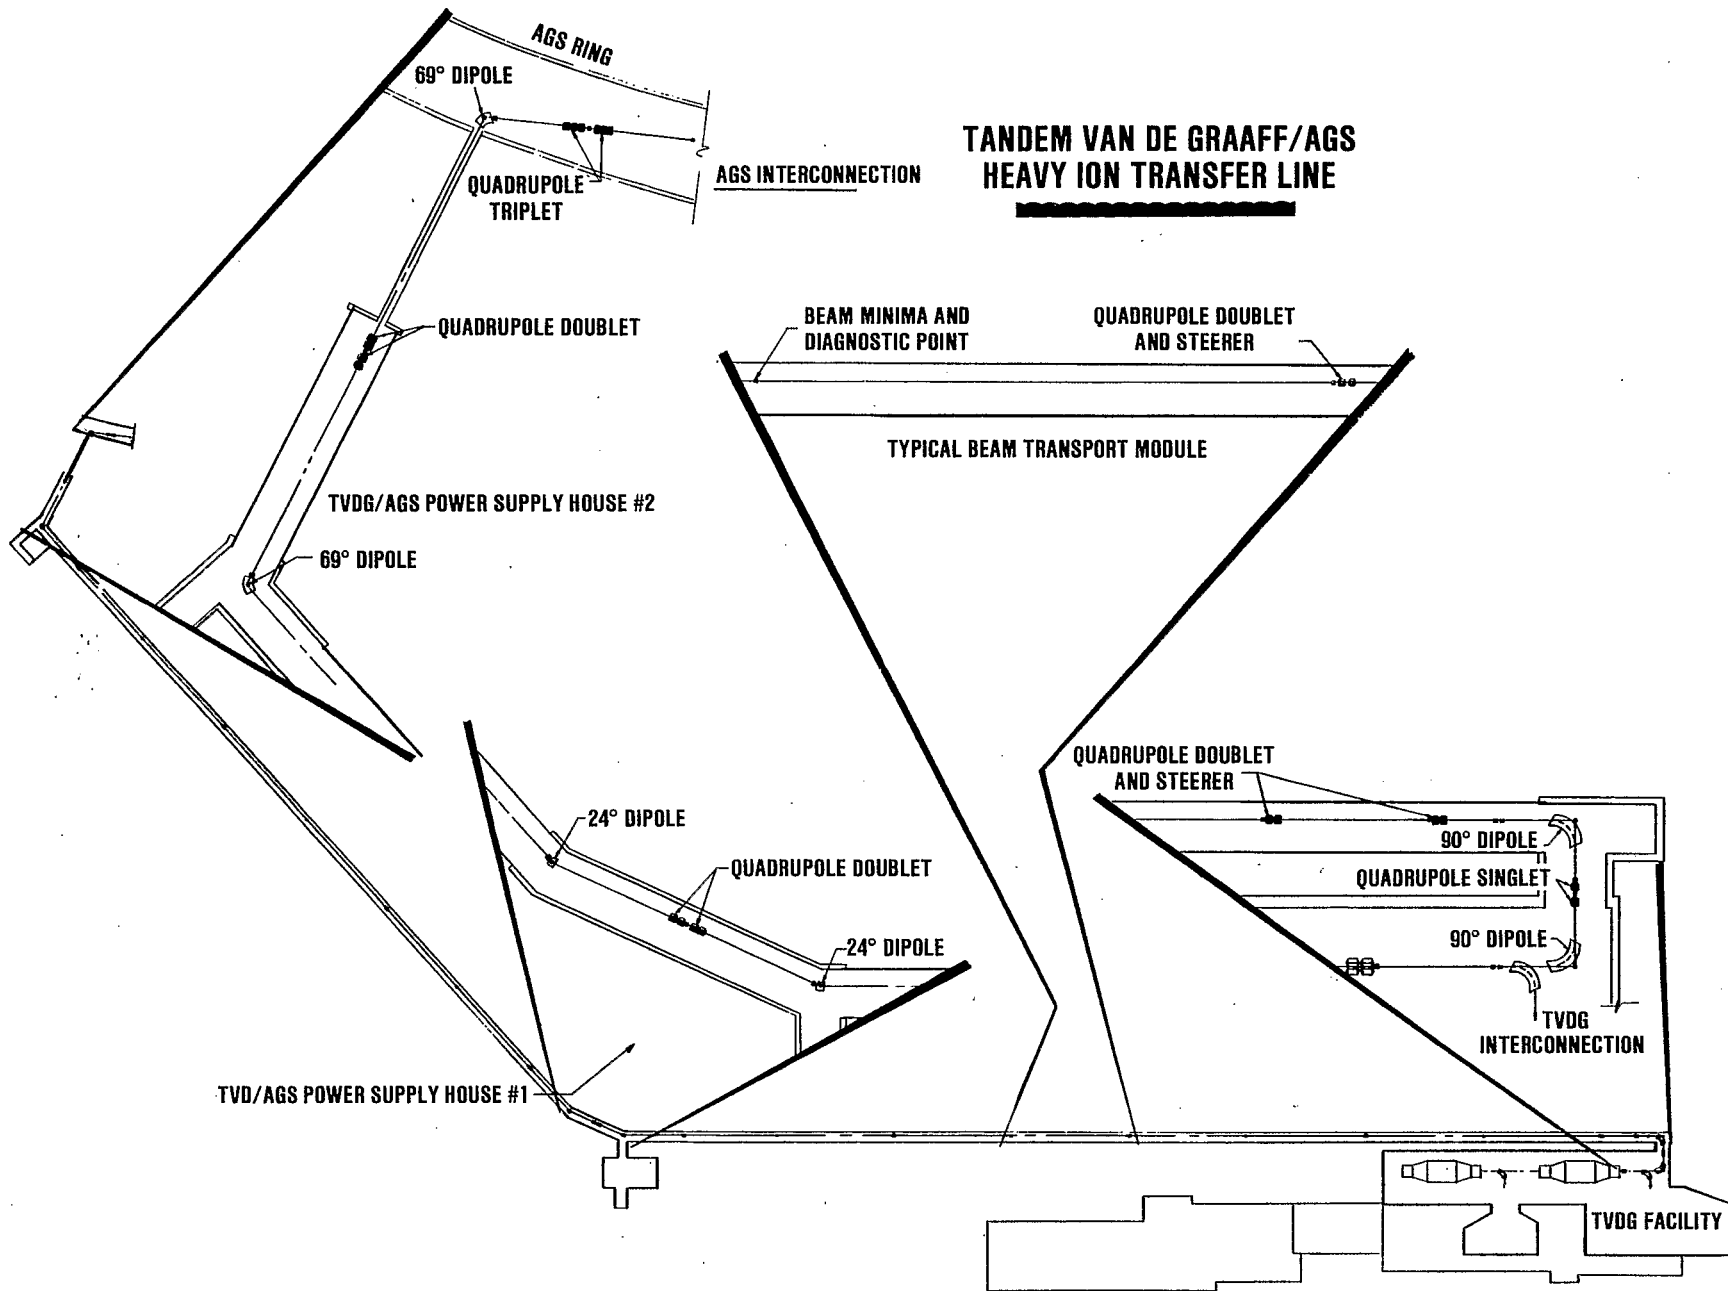 AGS RING
69° DIPOLE
TANDEM VAN DE GRAAFF/AGS
HEAVY ION TRANSFER LINE
QUADRUPOLE
TRIPLET
AGS INTERCONNECTION
QUADRUPOLE DOUBLET
BEAM MINIMA AND
DIAGNOSTIC POINT
QUADRUPOLE DOUBLET
AND STEERER
TYPICAL BEAM TRANSPORT MODULE
TVDG/AGS POWER SUPPLY HOUSE #2
69° DIPOLE
QUADRUPOLE DOUBLET
AND STEERER
24° DIPOLE
90° DIPOLE
QUADRUPOLE DOUBLET
QUADRUPOLE SINGLET
24° DIPOLE
90° DIPOLE
TVDG
INTERCONNECTION
TVD/AGS POWER SUPPLY HOUSE #1
TVDG FACILITY